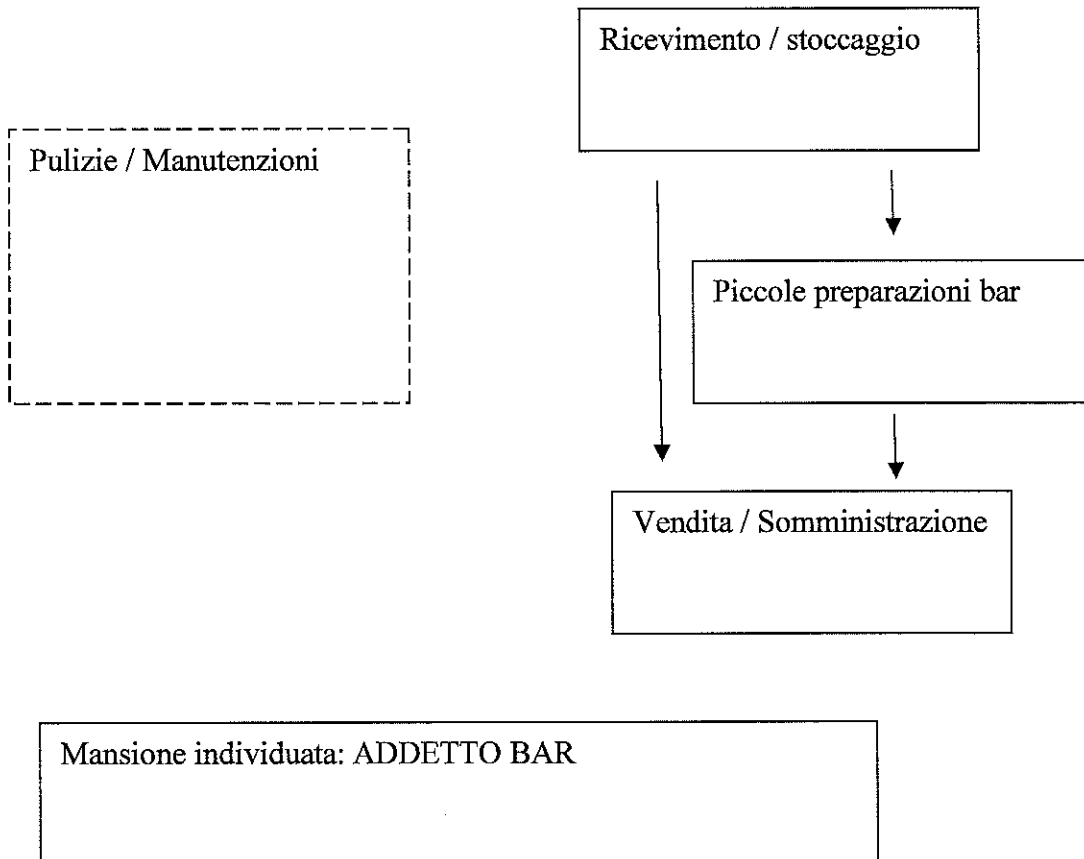 Ricevimento / stoccaggio
Pulizie / Manutenzioni
Piccole preparazioni bar
Vendita / Somministrazione
Mansione individuata: ADDETTO BAR